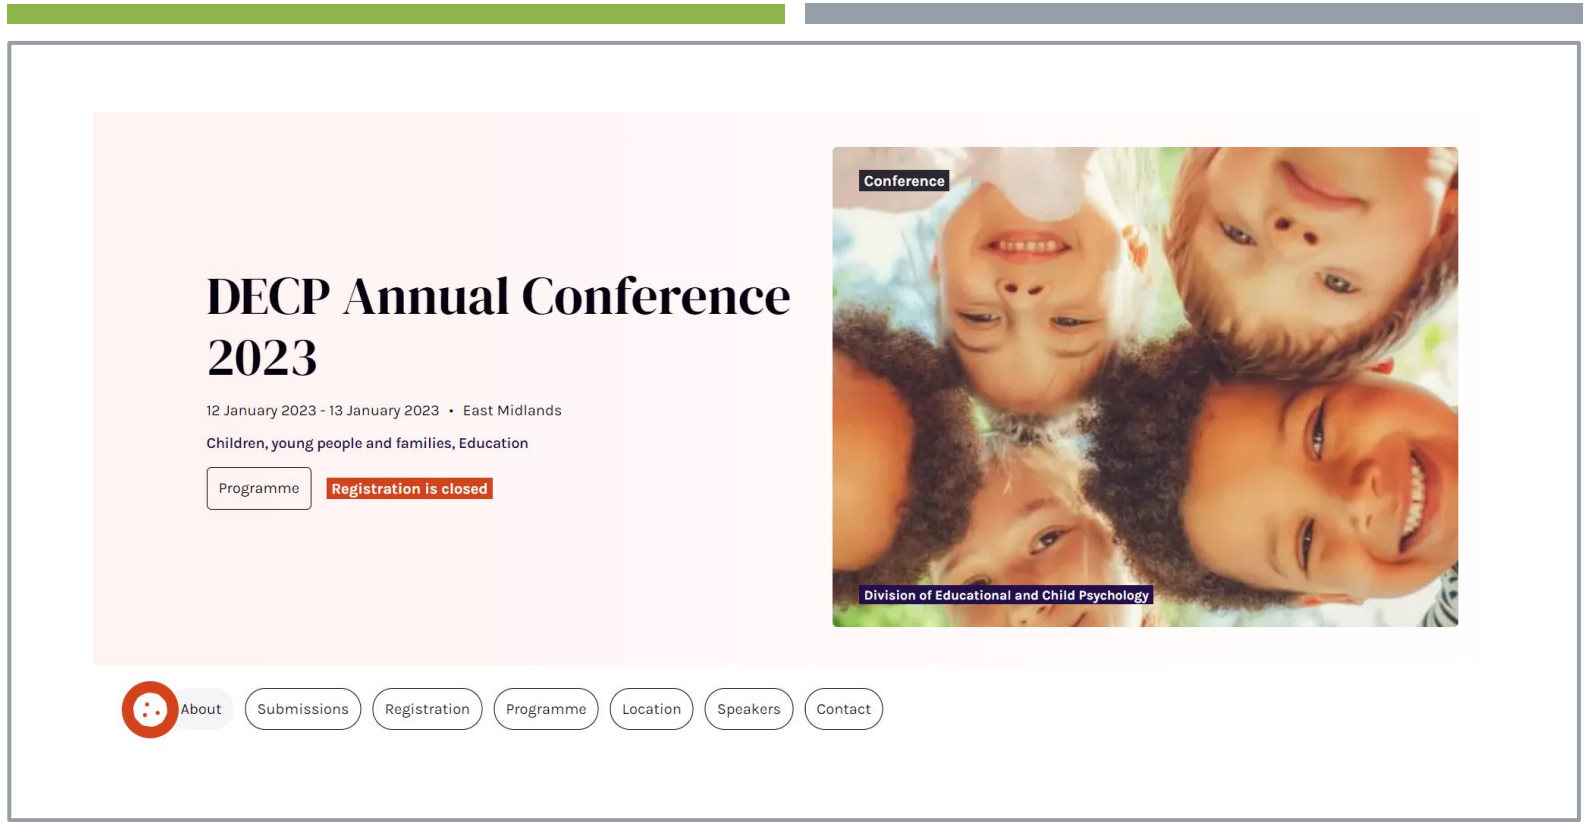 Conference
DECP Annual Conference
2023
12 January 2023 - 13 January 2023 • East Midlands
Children, young people and families, Education
Programme
Registration is closed
Division of Educational and Child Psychology
About
Submissions
Registration
Programme
Location
Speakers
Contact